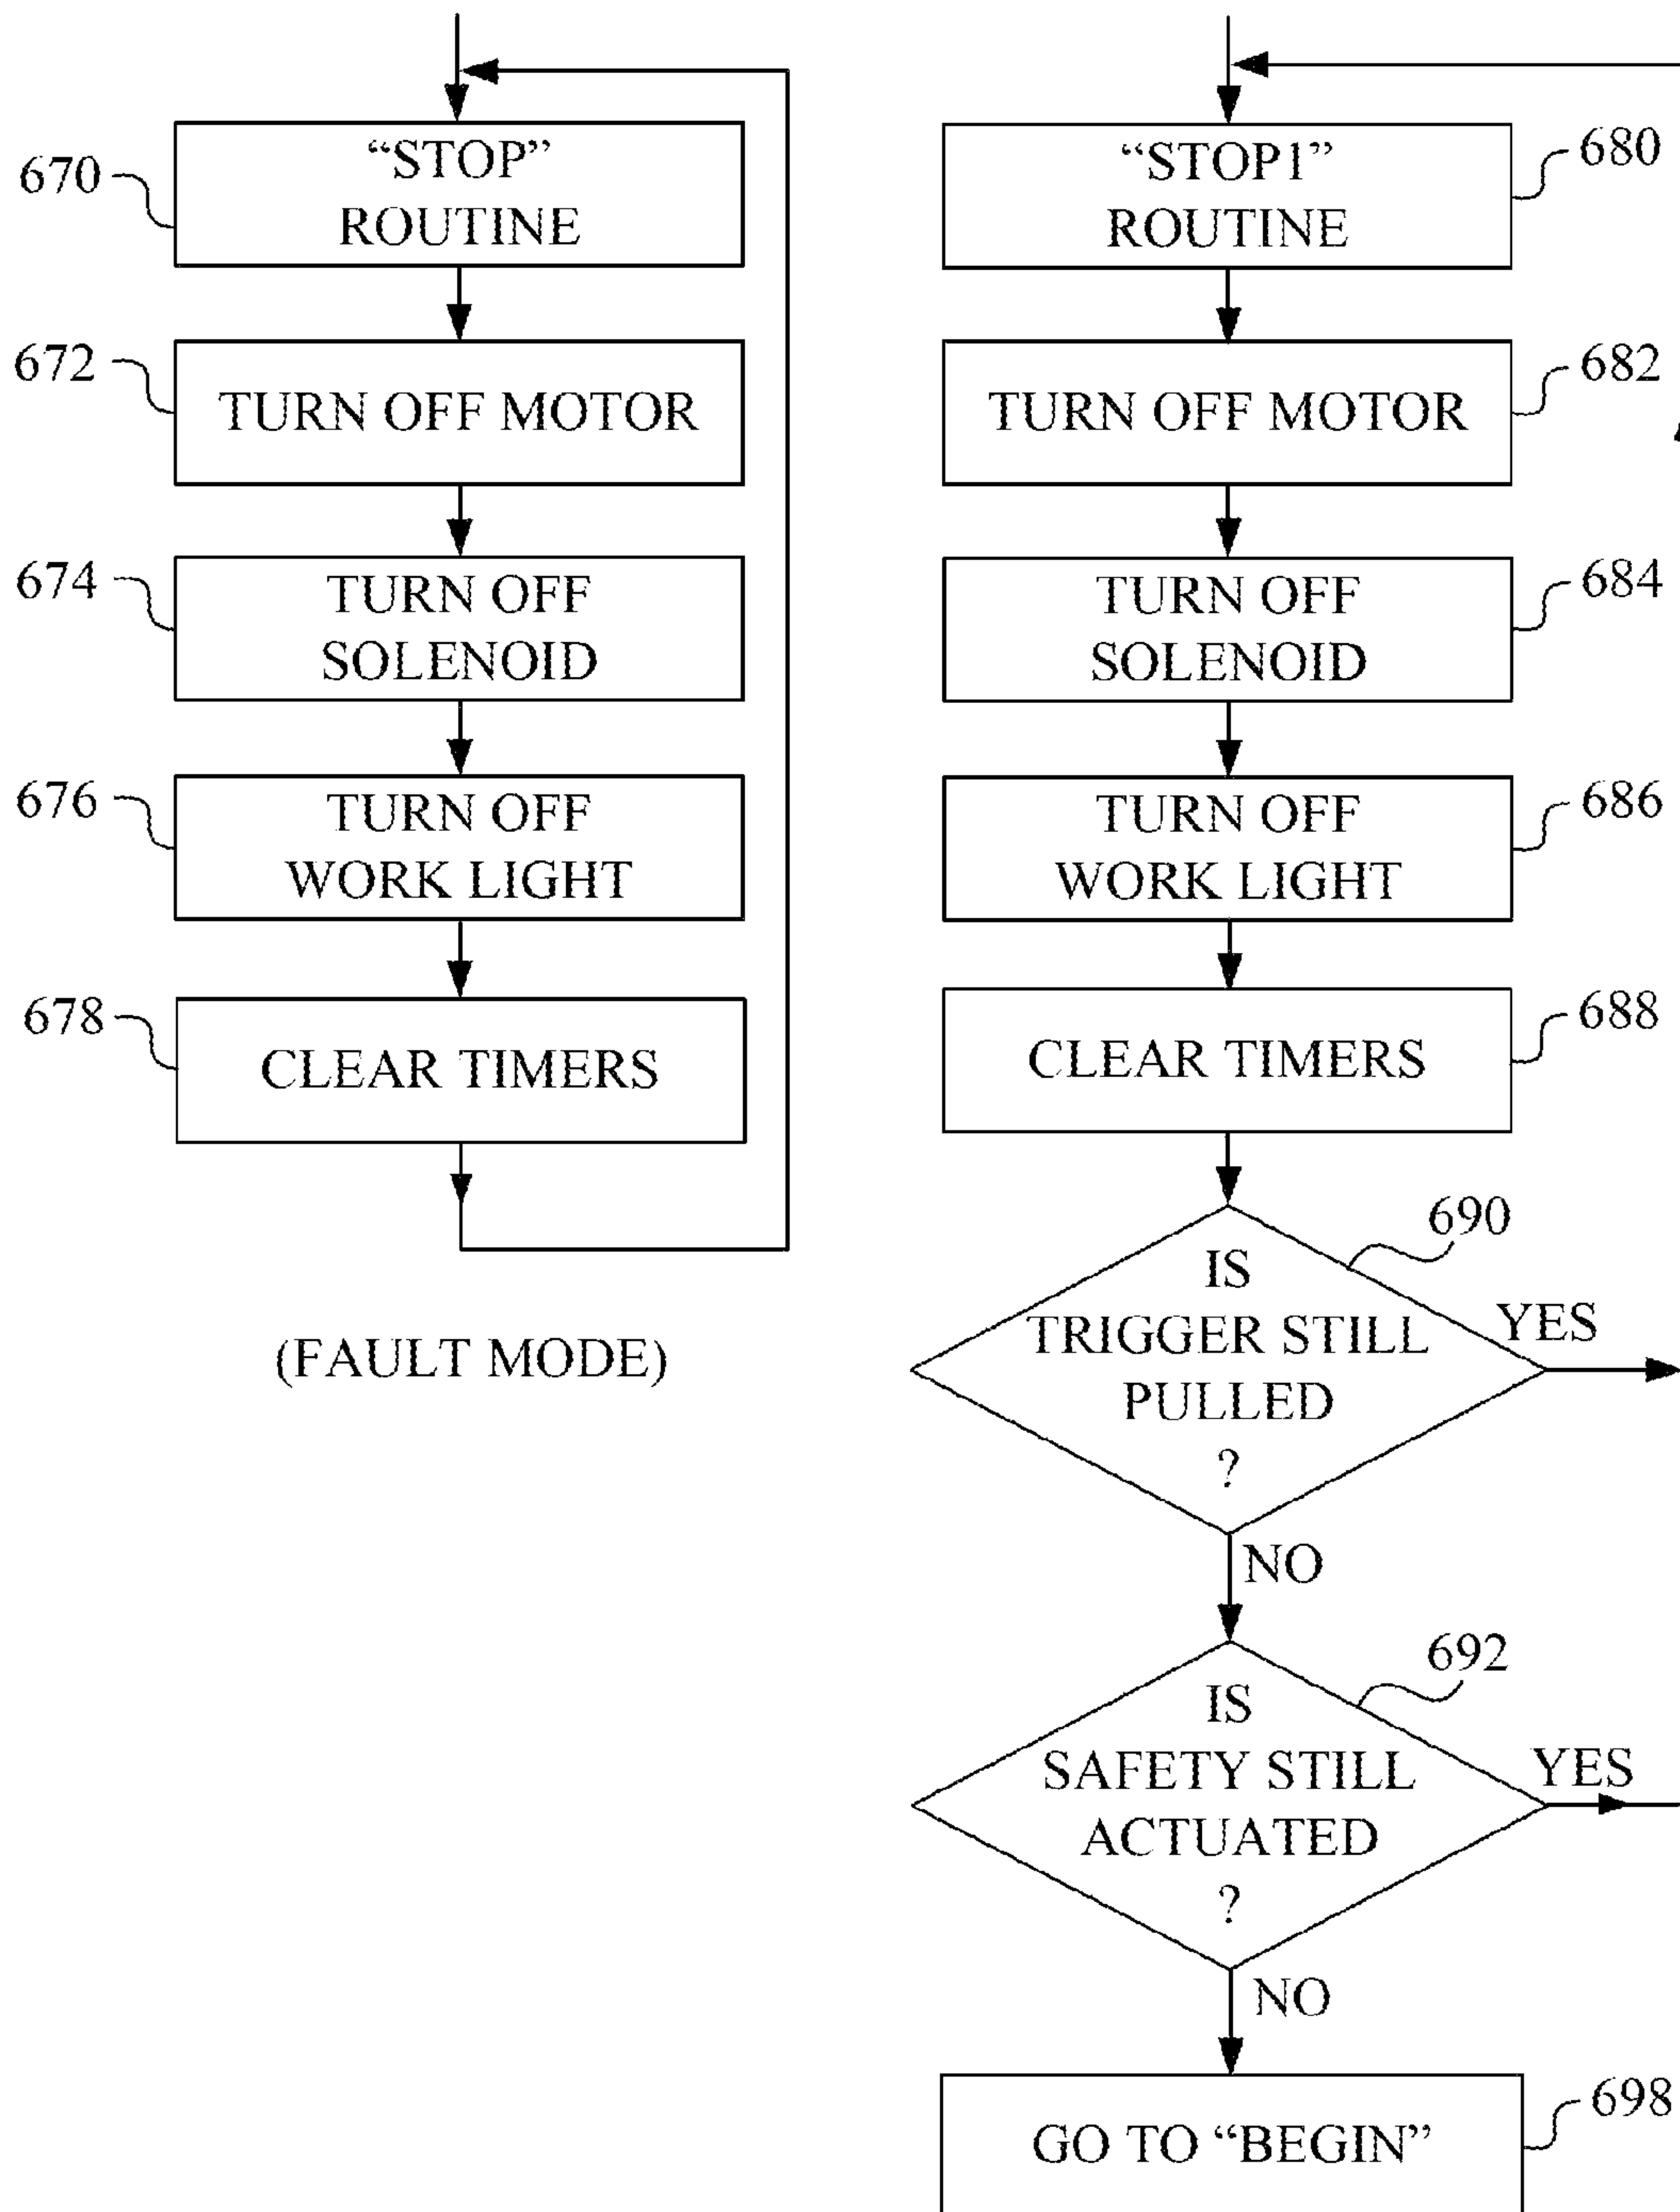 670
“STOP”
ROUTINE
672
TURN OFF MOTOR
674
TURN OFF
SOLENOID
676
TURN OFF
WORK LIGHT
678
CLEAR TIMERS
(FAULT MODE)
“STOP1”
ROUTINE
680
TURN OFF MOTOR
682
TURN OFF
SOLENOID
684
TURN OFF
WORK LIGHT
686
CLEAR TIMERS
688
690
IS
TRIGGER STILL
PULLED
?
YES
NO
692
IS
SAFETY STILL
ACTUATED
?
YES
NO
GO TO “BEGIN”
698